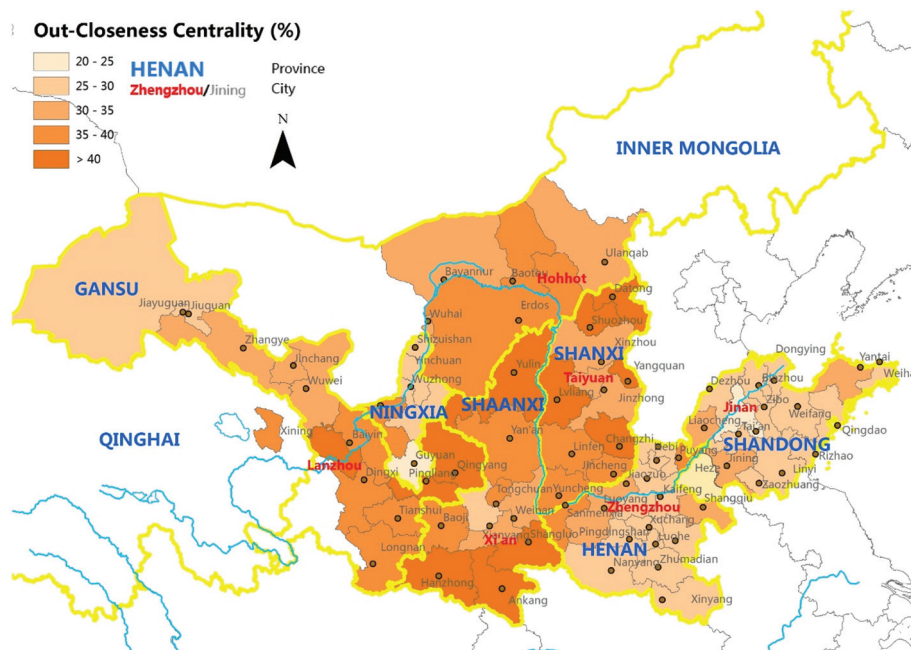 Out-Closeness Centrality (%)
20 - 25
25 - 30
30 - 35
35 - 40
> 40
HENAN Province
Zhengzhou/Jining City
N
INNER MONGOLIA
Ulanqab
Bayannur
Baotou
Hohhot
GANSU
Datong
Jiayuguan
Jiuquan
Wuhai
Erdos
Shuozhou
Zhangye
Shizuishan
Xinzhou
Dongying
Jinchang
Yinchuan
SHANXI
Yantai
Yulin
Yangquan
Weiha
Wuwei
Wuzhong
Taiyuan
Dezhou
Lvliang
Jinzhong
Zibo
Jinan
Weifang
NINGXIA
SHAANXI
Liaocheng
Tai'an
Qingdao
QINGHAI
Xining
Baiyin
Yan'an
Linfen
Changzhi
SHANDONG
Hebi
Puyang
Rizhao
Lanzhou
Guyuan
Jining
Dingxi
Pingliang
Qingyang
Jincheng
Heze
Linyi
Jiaozuo
Zaozhuang
Tongchuan
Yuncheng
Luoyang
Kaifeng
Shangqiu
Tianshui
Baoji
Weinan
Sanmenxia
Zhengzhou
Xianyang
Xi'an
Shangluo
Pingdingshan
Xuchang
Longnan
HENAN
Luohe
Hanzhong
Nanyang
Zhumadian
Ankang
Xinyang